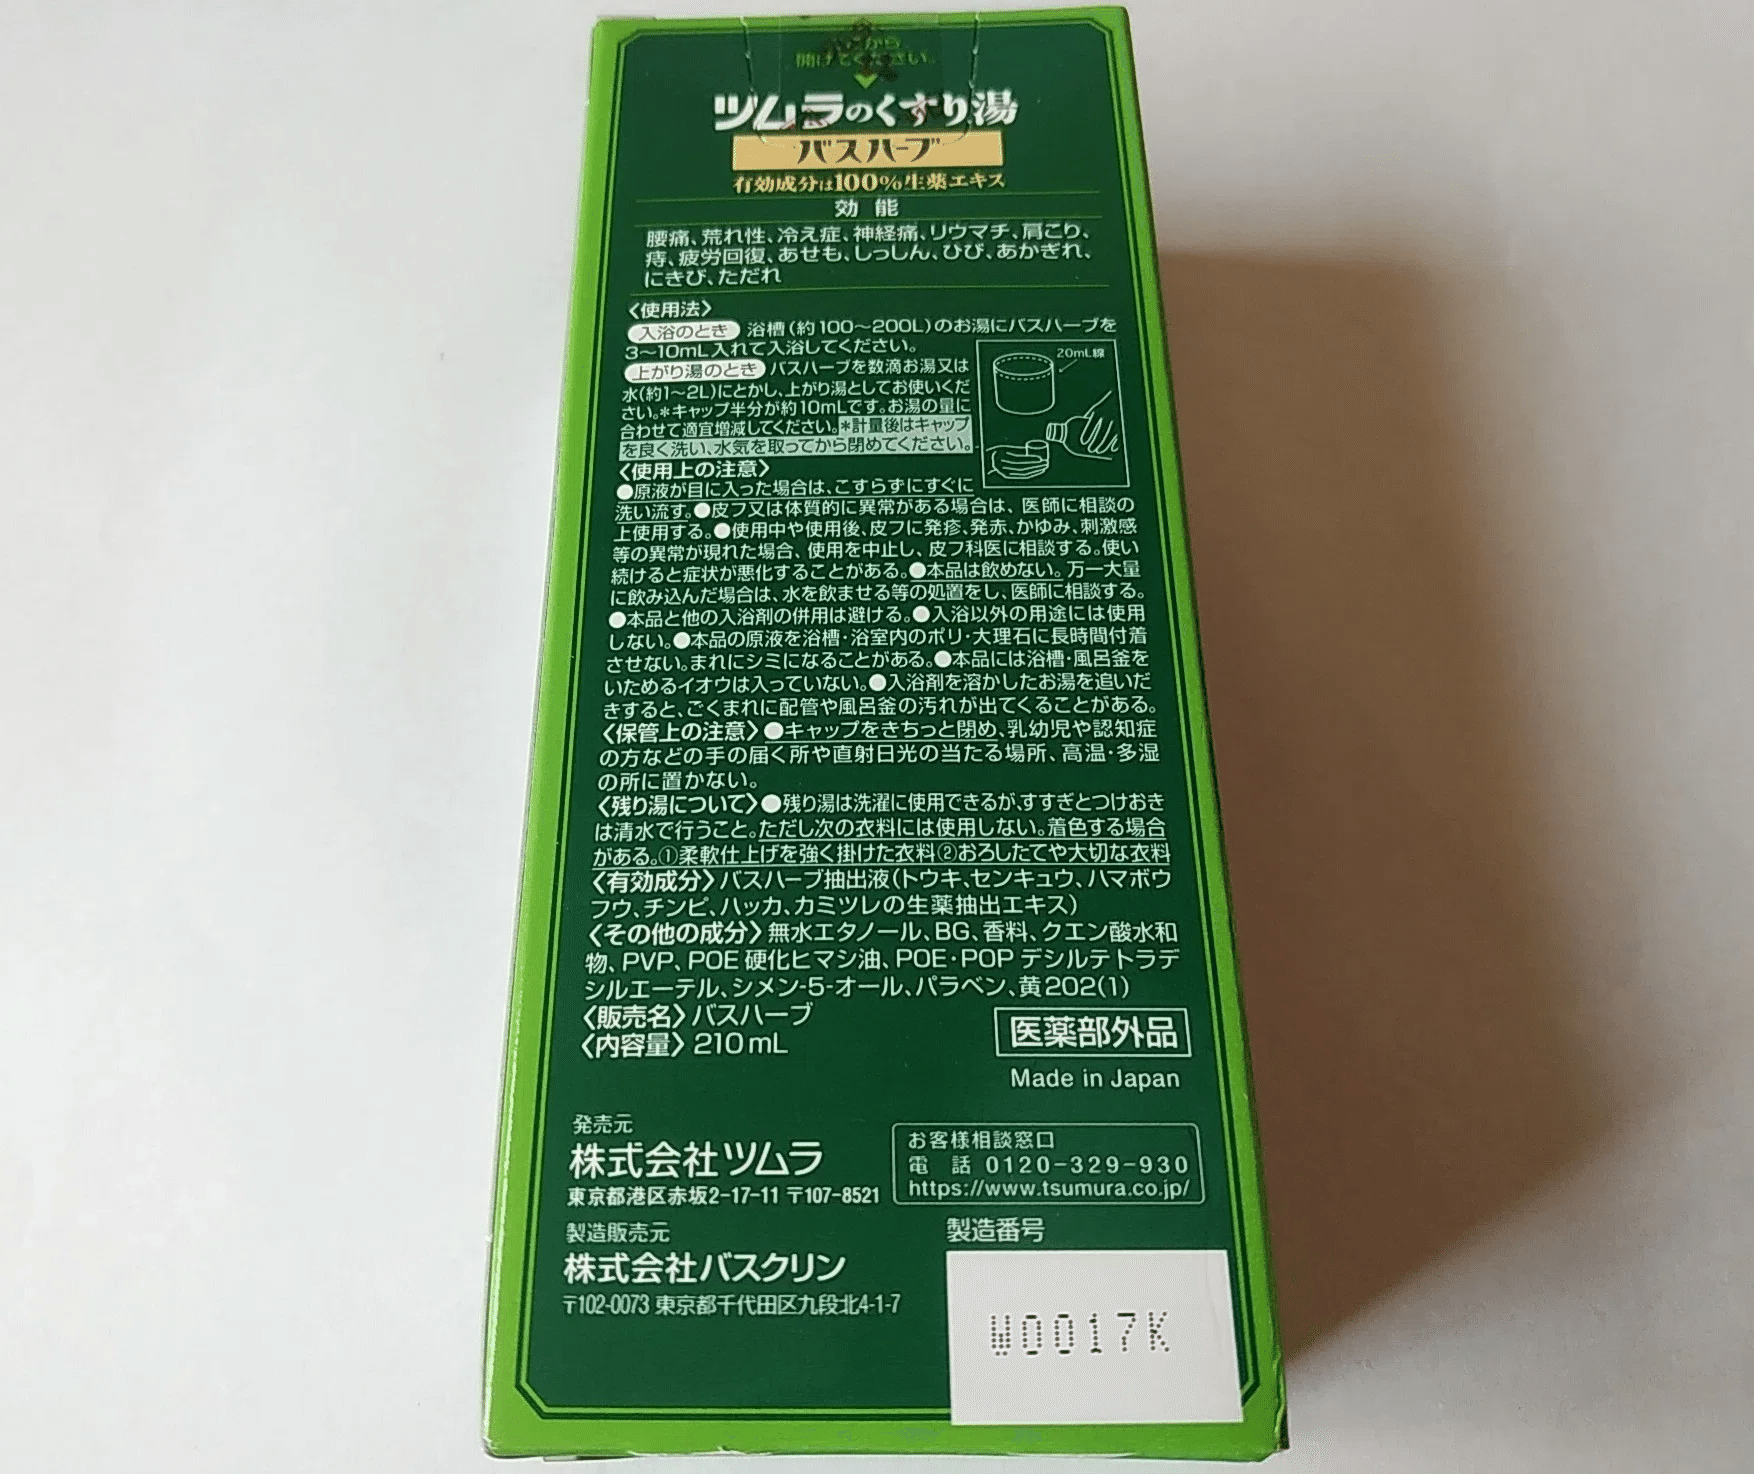 から
開けてください。
ツムラのくすり湯
バスハーブ
有効成分は100%生薬エキス
効能
腰痛、荒れ性、冷え症、神経痛、リウマチ、肩こり、
痔、疲労回復、あせも、しっしん、ひび、あかぎれ、
にきび、ただれ
〈使用法〉
入浴のとき 浴槽(約100〜200L)のお湯にバスハーブを
3〜10mL入れて入浴してください。
上がり湯のとき バスハーブを数滴お湯又は
水(約1〜2L)にとかし、上がり湯としてお使いくだ
さい。*キャップ半分が約10mLです。お湯の量に
合わせて適宜増減してください。*計量後はキャップ
を良く洗い、水気を取ってから閉めてください。
20mL線
〈使用上の注意〉
●原液が目に入った場合は、こすらずにすぐに
洗い流す。●皮フ又は体質的に異常がある場合は、医師に相談の
上使用する。●使用中や使用後、皮フに発疹、発赤、かゆみ、刺激感
等の異常が現れた場合、使用を中止し、皮フ科医に相談する。使い
続けると症状が悪化することがある。●本品は飲めない。万一大量
に飲み込んだ場合は、水を飲ませる等の処置をし、医師に相談する。
●本品と他の入浴剤の併用は避ける。●入浴以外の用途には使用
しない。●本品の原液を浴槽・浴室内のポリ・大理石に長時間付着
させない。まれにシミになることがある。●本品には浴槽・風呂釜を
いためるイオウは入っていない。●入浴剤を溶かしたお湯を追いだ
きすると、ごくまれに配管や風呂釜の汚れが出てくることがある。
〈保管上の注意〉●キャップをきちっと閉め、乳幼児や認知症
の方などの手の届く所や直射日光の当たる場所、高温・多湿
の所に置かない。
〈残り湯について〉●残り湯は洗濯に使用できるが、すすぎとつけおき
は清水で行うこと。ただし次の衣料には使用しない。着色する場合
がある。①柔軟仕上げを強く掛けた衣料②おろしたてや大切な衣料
〈有効成分〉バスハーブ抽出液(トウキ、センキュウ、ハマボウ
フウ、チンピ、ハッカ、カミツレの生薬抽出エキス)
〈その他の成分〉無水エタノール、BG、香料、クエン酸水和
物、PVP、POE硬化ヒマシ油、POE・POPデシルテトラデ
シルエーテル、シメン-5-オール、パラベン、黄202(1)
〈販売名〉バスハーブ
〈内容量〉210mL
医薬部外品
Made in Japan
発売元
株式会社ツムラ
東京都港区赤坂2-17-11 〒107-8521
お客様相談窓口
電話 0120-329-930
https://www.tsumura.co.jp/
製造販売元
株式会社バスクリン
〒102-0073 東京都千代田区九段北4-1-7
製造番号
W0017K